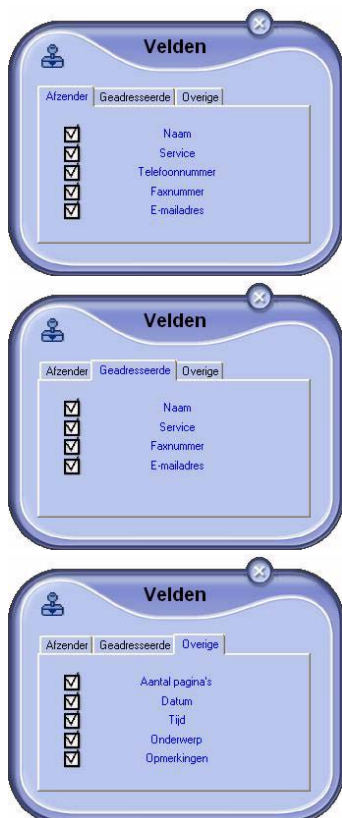 Velden
Afzender Geadresseerde Overige
Naam
Service
Telefoonnummer
Faxnummer
E-mailadres
Velden
Afzender Geadresseerde Overige
Naam
Service
Faxnummer
E-mailadres
Velden
Afzender Geadresseerde Overige
Aantal pagina's
Datum
Tijd
Onderwerp
Opmerkingen